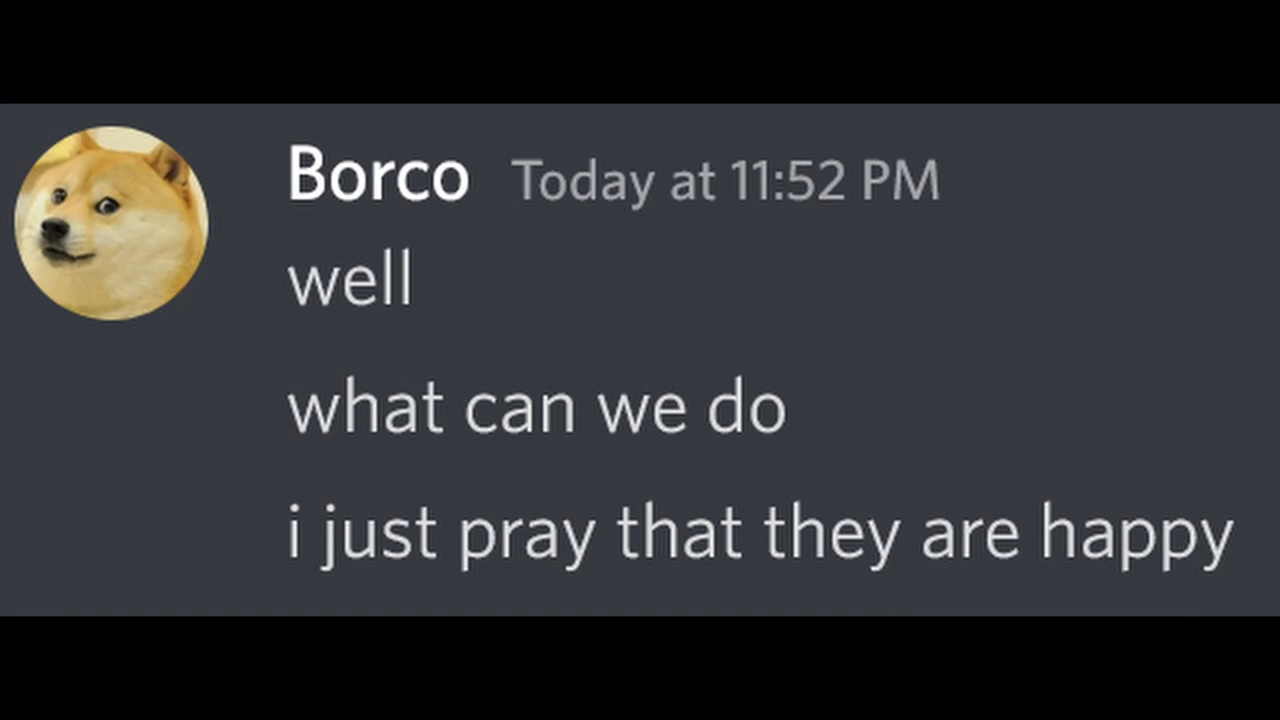 Borco Today at 11:52 PM
well
what can we do
i just pray that they are happy